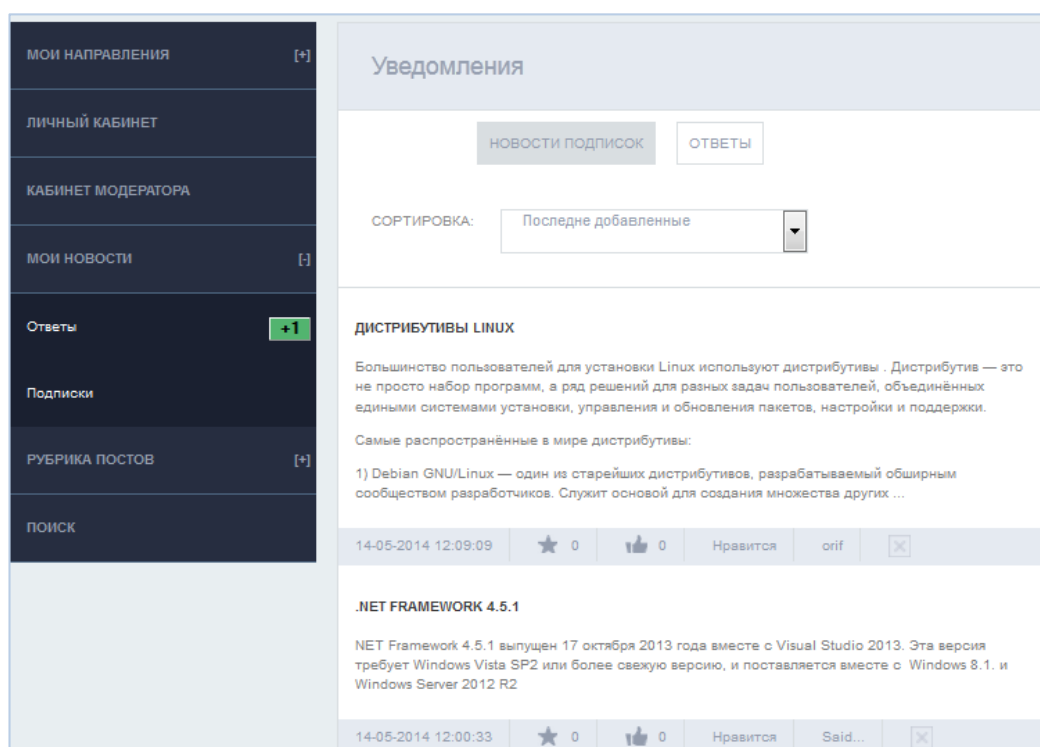 МОИ НАПРАВЛЕНИЯ [+]
ЛИЧНЫЙ КАБИНЕТ
КАБИНЕТ МОДЕРАТОРА
МОИ НОВОСТИ [-]
Ответы +1
Подписки
РУБРИКА ПОСТОВ [+]
ПОИСК
Уведомления
НОВОСТИ ПОДПИСОК ОТВЕТЫ
СОРТИРОВКА: Последне добавленные
ДИСТРИБУТИВЫ LINUX
Большинство пользователей для установки Linux используют дистрибутивы . Дистрибутив — это
не просто набор программ, а ряд решений для разных задач пользователей, объединённых
едиными системами установки, управления и обновления пакетов, настройки и поддержки.
Самые распространённые в мире дистрибутивы:
1) Debian GNU/Linux — один из старейших дистрибутивов, разрабатываемый обширным
сообществом разработчиков. Служит основой для создания множества других ...
14-05-2014 12:09:09 0 0 Нравится orif
.NET FRAMEWORK 4.5.1
NET Framework 4.5.1 выпущен 17 октября 2013 года вместе с Visual Studio 2013. Эта версия
требует Windows Vista SP2 или более свежую версию, и поставляется вместе с Windows 8.1. и
Windows Server 2012 R2
14-05-2014 12:00:33 0 0 Нравится Said...